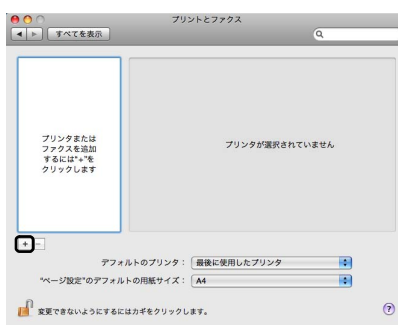 プリントとファクス
すべてを表示
プリンタまたは
ファクスを追加
するには"+"を
クリックします
プリンタが選択されていません
+ −
デフォルトのプリンタ： 最後に使用したプリンタ
"ページ設定"のデフォルトの用紙サイズ： A4
変更できないようにするにはカギをクリックします。
?